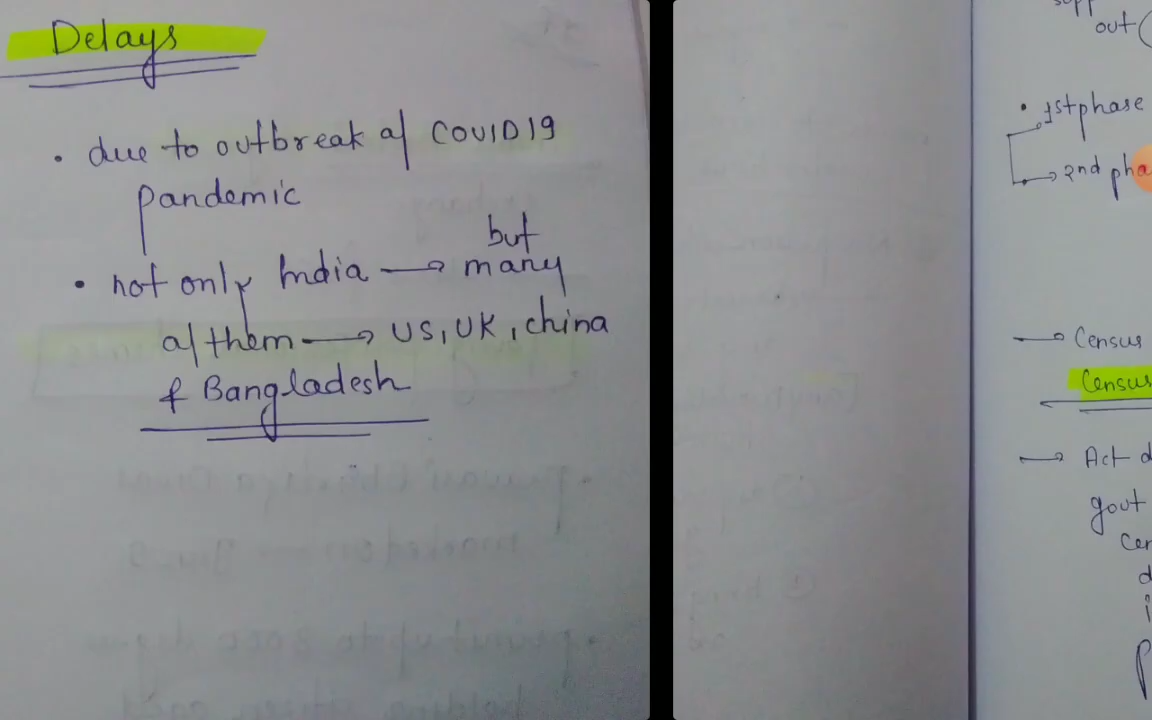 Delays
• due to outbreak of COVID19
pandemic
but
• not only India → many
of them → US, UK, china
& Bangladesh
out (
• 1st phase
→ 2nd pha
→ Census
Census
→ Act d
govt
Cen
d
i
p